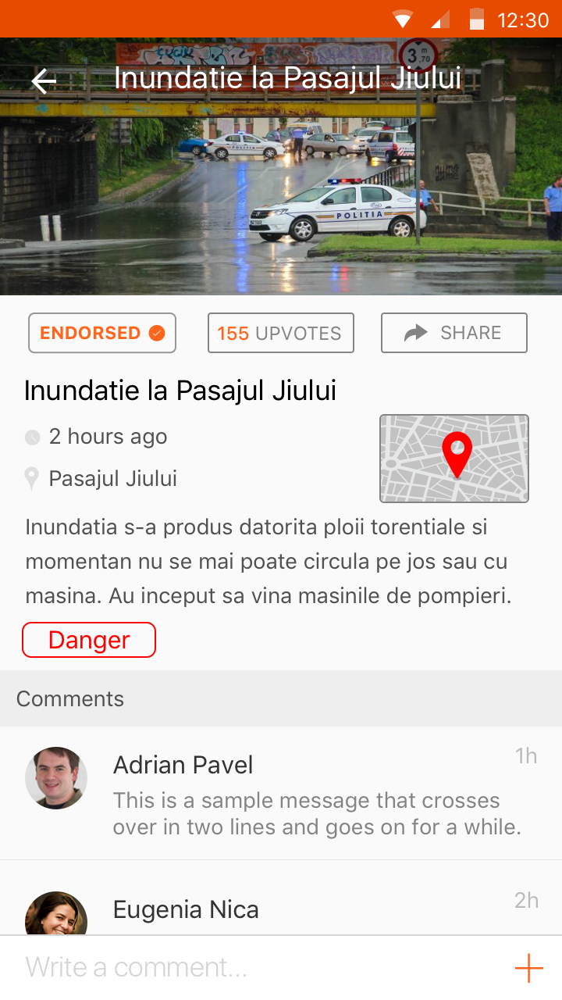 12:30
3 m
,70
Inundatie la Pasajul Jiului
POLITIA
POLITIA
ENDORSED
155 UPVOTES
SHARE
Inundatie la Pasajul Jiului
2 hours ago
Pasajul Jiului
Inundatia s-a produs datorita ploii torentiale si
momentan nu se mai poate circula pe jos sau cu
masina. Au inceput sa vina masinile de pompieri.
Danger
Comments
Adrian Pavel
1h
This is a sample message that crosses
over in two lines and goes on for a while.
Eugenia Nica
2h
Write a comment...